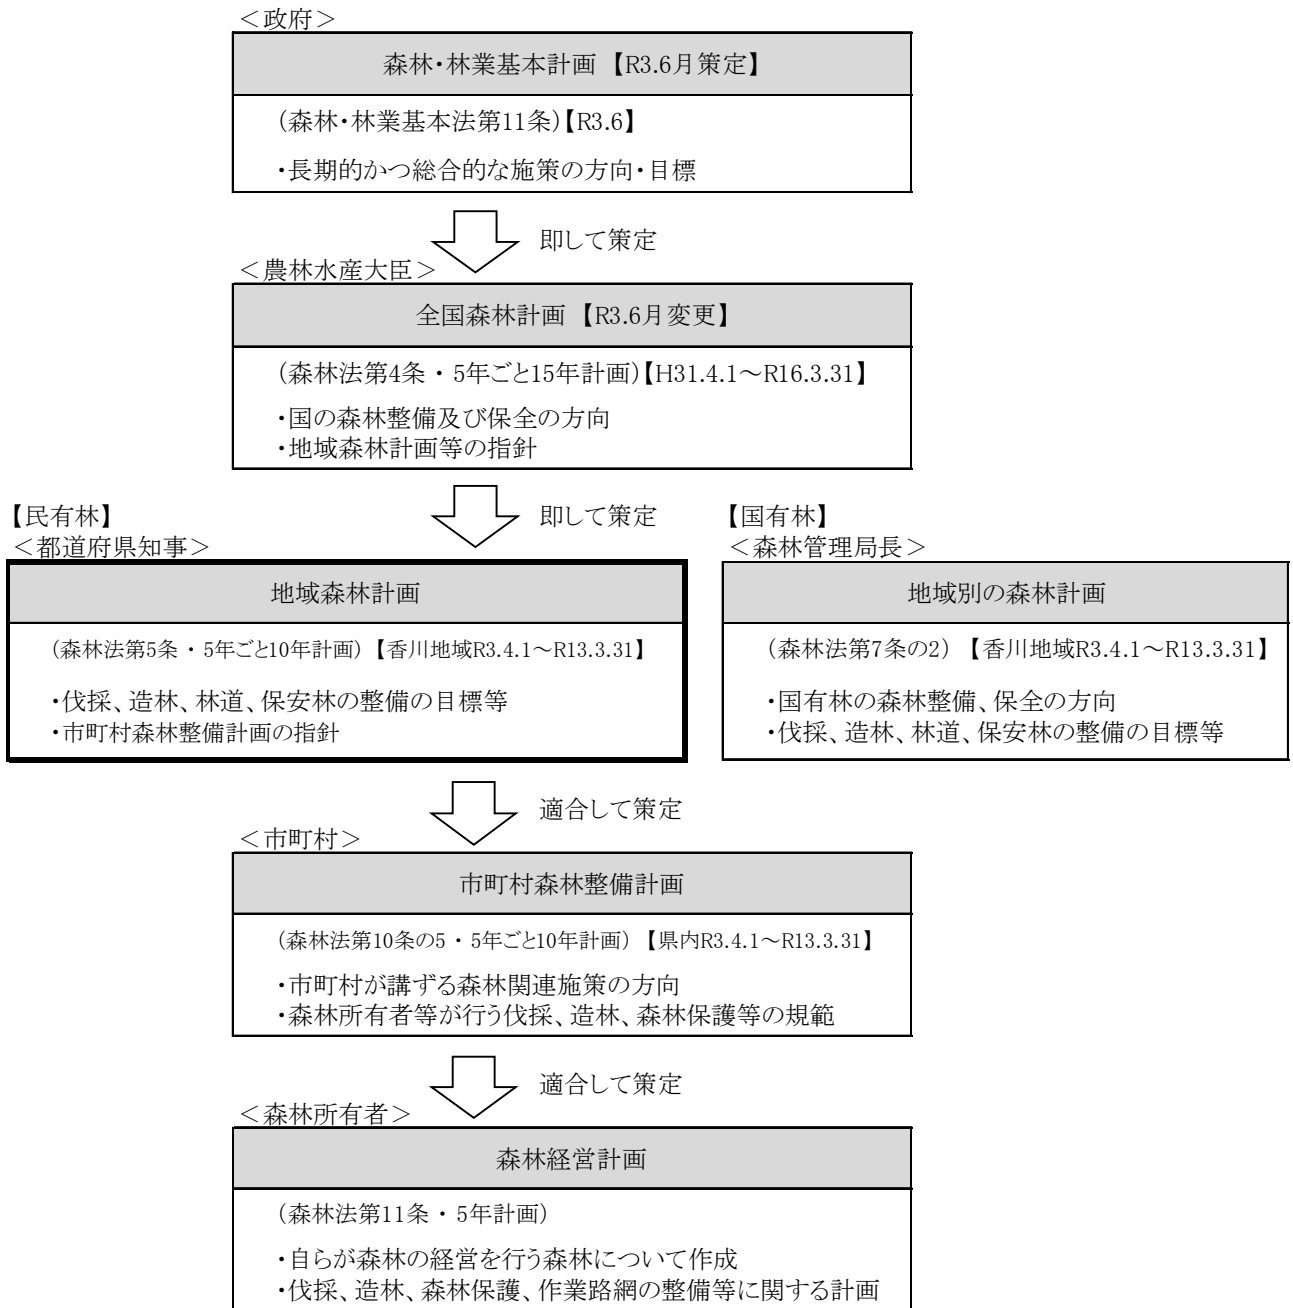 ＜政府＞
森林・林業基本計画 【R3.6月策定】
（森林・林業基本法第11条）【R3.6】
・長期的かつ総合的な施策の方向・目標
即して策定
＜農林水産大臣＞
全国森林計画 【R3.6月変更】
（森林法第4条 ・ 5年ごと15年計画）【H31.4.1～R16.3.31】
・国の森林整備及び保全の方向
・地域森林計画等の指針
即して策定
【民有林】
＜都道府県知事＞
地域森林計画
（森林法第5条 ・ 5年ごと10年計画） 【香川地域R3.4.1～R13.3.31】
・伐採、造林、林道、保安林の整備の目標等
・市町村森林整備計画の指針
【国有林】
＜森林管理局長＞
地域別の森林計画
（森林法第7条の2） 【香川地域R3.4.1～R13.3.31】
・国有林の森林整備、保全の方向
・伐採、造林、林道、保安林の整備の目標等
適合して策定
＜市町村＞
市町村森林整備計画
（森林法第10条の5 ・ 5年ごと10年計画） 【県内R3.4.1～R13.3.31】
・市町村が講ずる森林関連施策の方向
・森林所有者等が行う伐採、造林、森林保護等の規範
適合して策定
＜森林所有者＞
森林経営計画
（森林法第11条 ・ 5年計画）
・自らが森林の経営を行う森林について作成
・伐採、造林、森林保護、作業路網の整備等に関する計画